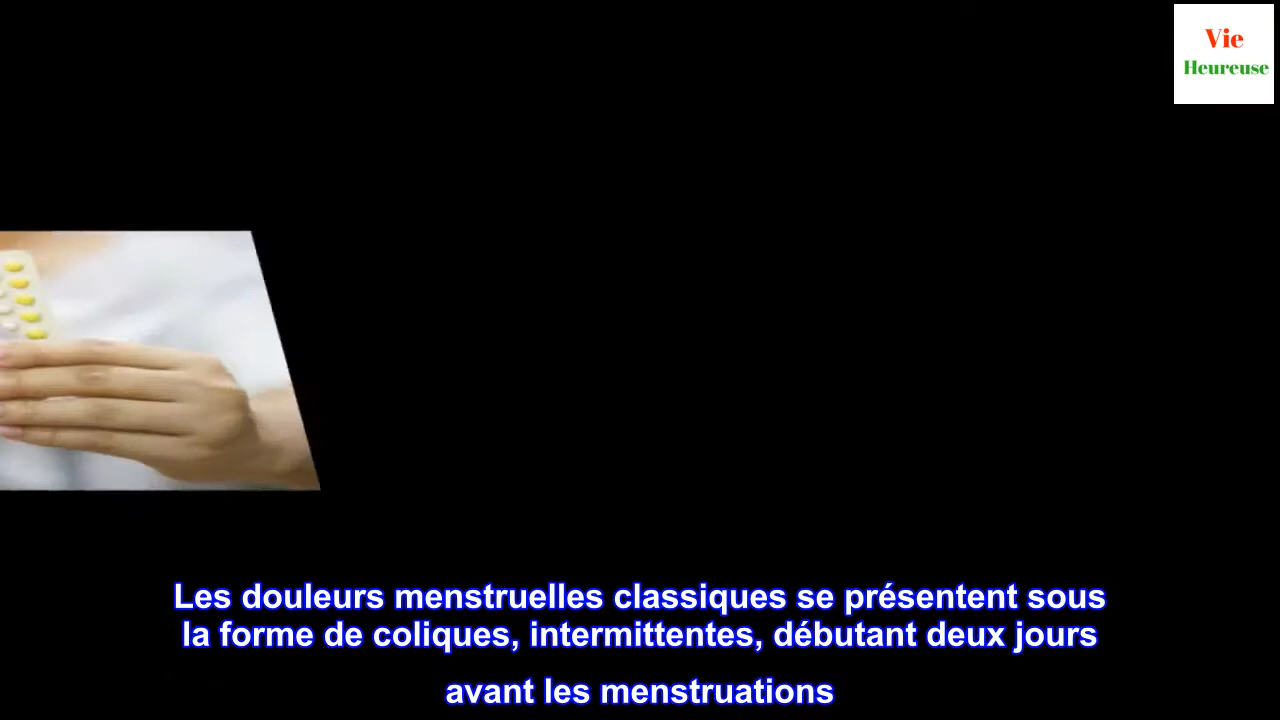 Vie
Heureuse
Les douleurs menstruelles classiques se présentent sous
la forme de coliques, intermittentes, débutant deux jours
avant les menstruations